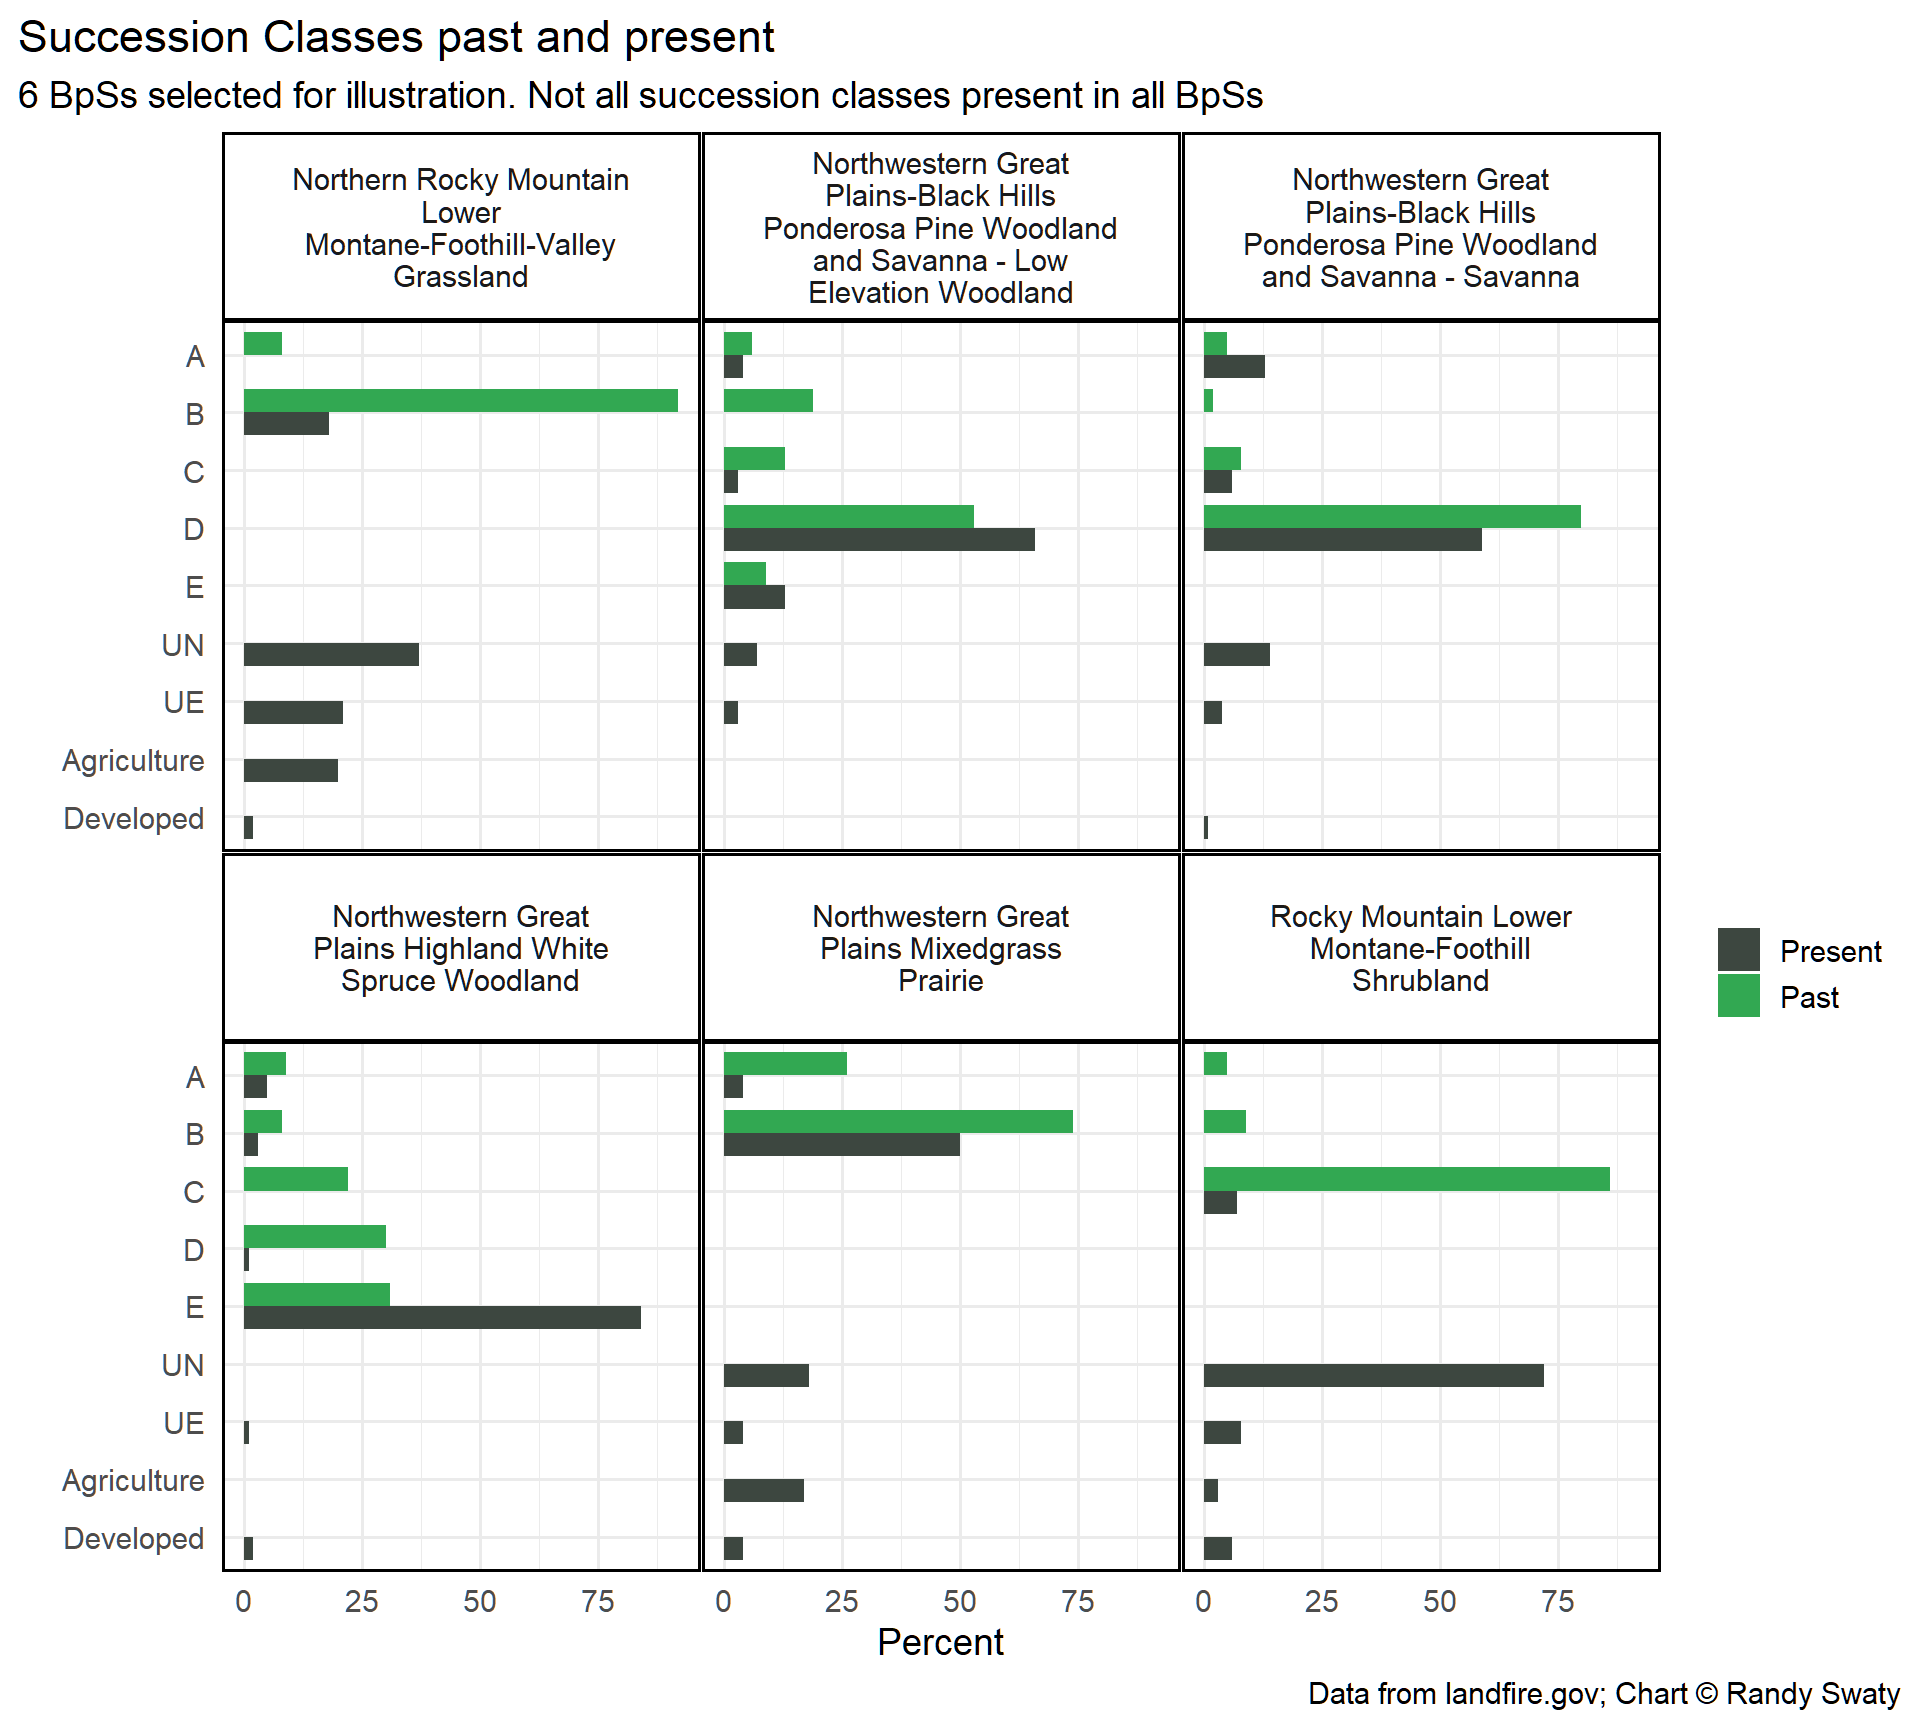 Succession Classes past and present
6 BpSs selected for illustration. Not all succession classes present in all BpSs
Northern Rocky Mountain
Lower
Montane-Foothill-Valley
Grassland
Northwestern Great
Plains-Black Hills
Ponderosa Pine Woodland
and Savanna - Low
Elevation Woodland
Northwestern Great
Plains-Black Hills
Ponderosa Pine Woodland
and Savanna - Savanna
A
B
C
D
E
UN
UE
Agriculture
Developed
Northwestern Great
Plains Highland White
Spruce Woodland
Northwestern Great
Plains Mixedgrass
Prairie
Rocky Mountain Lower
Montane-Foothill
Shrubland
A
B
C
D
E
UN
UE
Agriculture
Developed
0 25 50 75 0 25 50 75 0 25 50 75
Percent
Present
Past
Data from landfire.gov; Chart © Randy Swaty